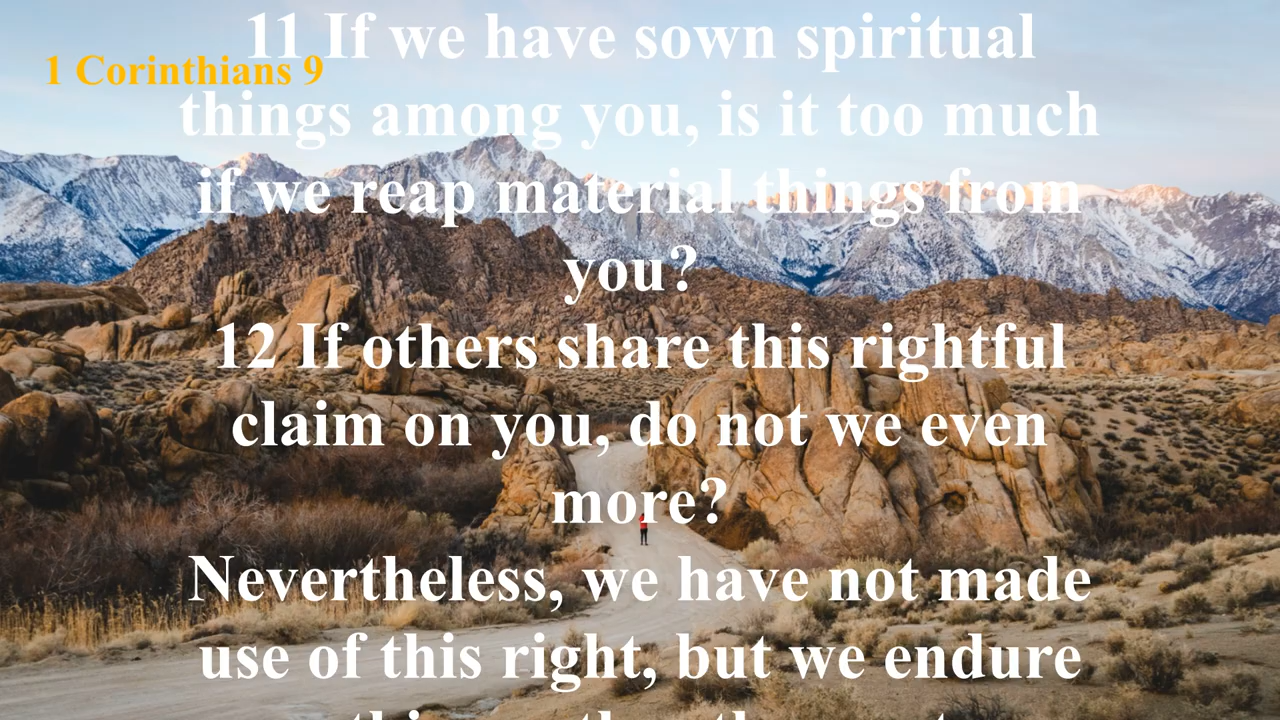 1 Corinthians 9
11 If we have sown spiritual
things among you, is it too much
if we reap material things from
you?
12 If others share this rightful
claim on you, do not we even
more?
Nevertheless, we have not made
use of this right, but we endure